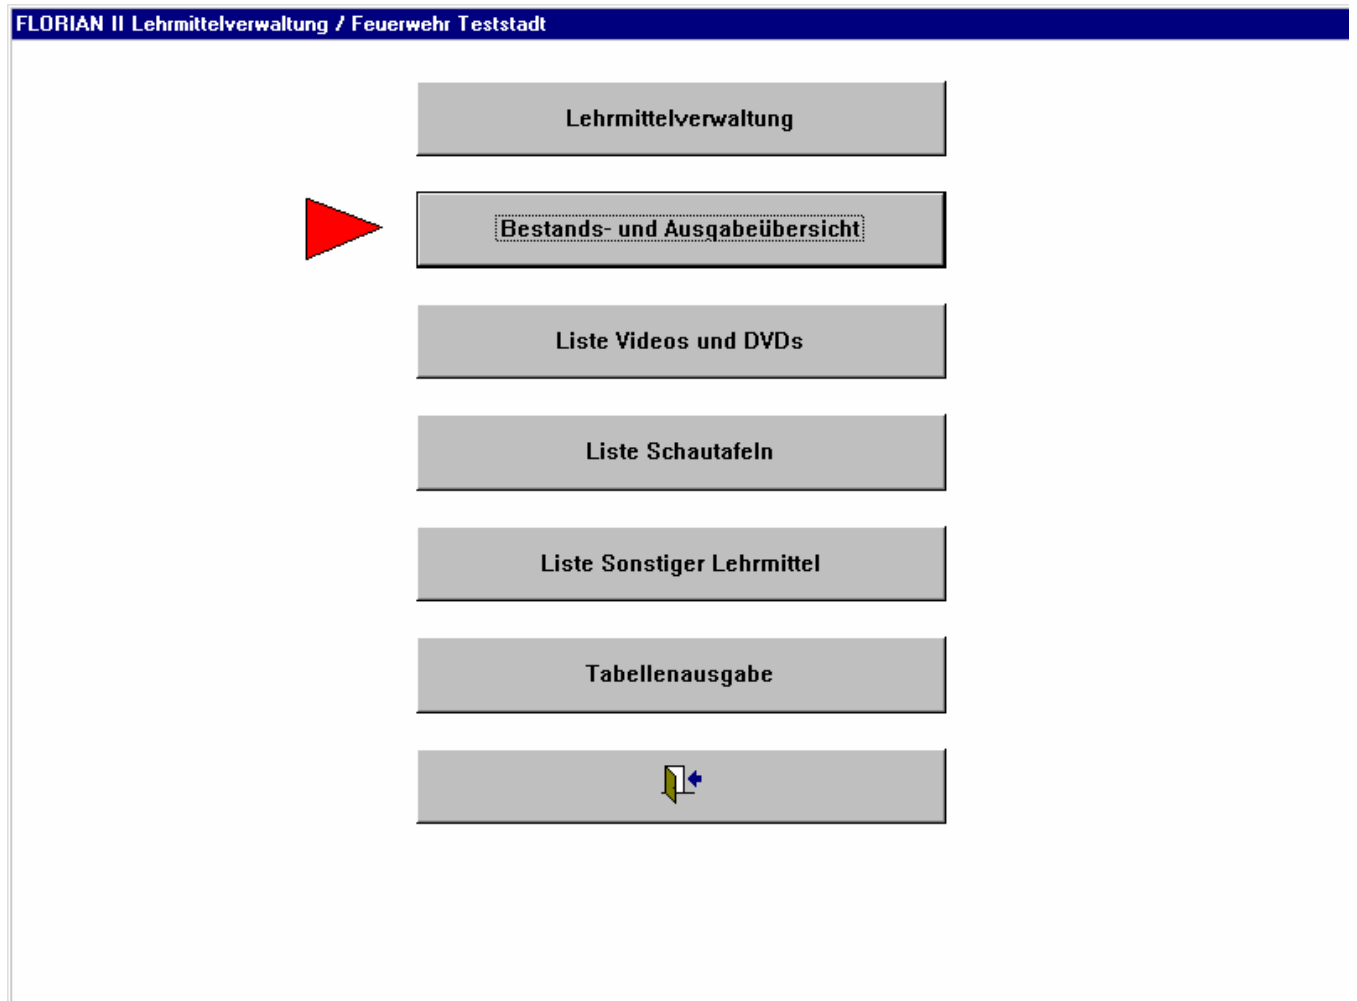 FLORIAN II Lehrmittelverwaltung / Feuerwehr Teststadt
Lehrmittelverwaltung
Bestands- und Ausgabeübersicht
Liste Videos und DVDs
Liste Schautafeln
Liste Sonstiger Lehrmittel
Tabellenausgabe